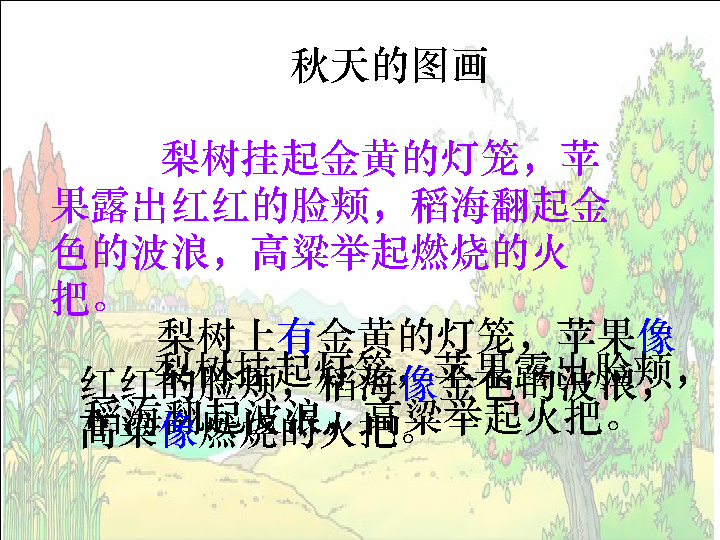 秋天的图画
梨树挂起金黄的灯笼，苹
果露出红红的脸颊，稻海翻起金
色的波浪，高粱举起燃烧的火
把。
梨树上有金黄的灯笼，苹果像
红红的脸颊，稻海像金色的波浪，
高粱像燃烧的火把。
梨树挂起灯笼，苹果露出脸颊，
稻海翻起波浪，高粱举起火把。